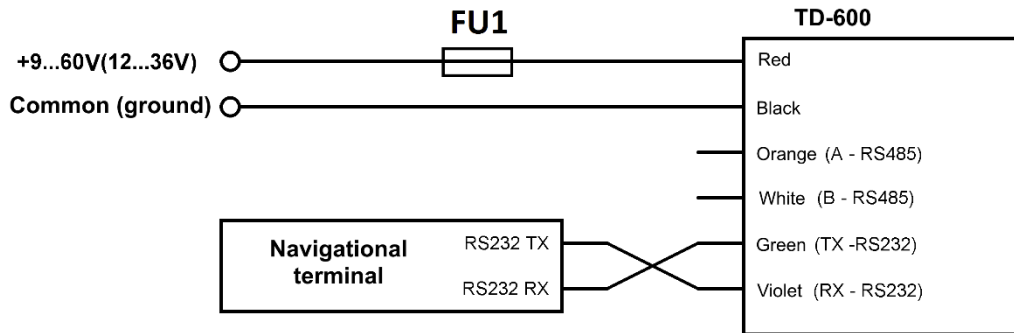 FU1
TD-600
+9...60V(12...36V)
Red
Common (ground)
Black
Orange (A - RS485)
White (B - RS485)
Navigational
terminal
RS232 TX
Green (TX -RS232)
RS232 RX
Violet (RX - RS232)